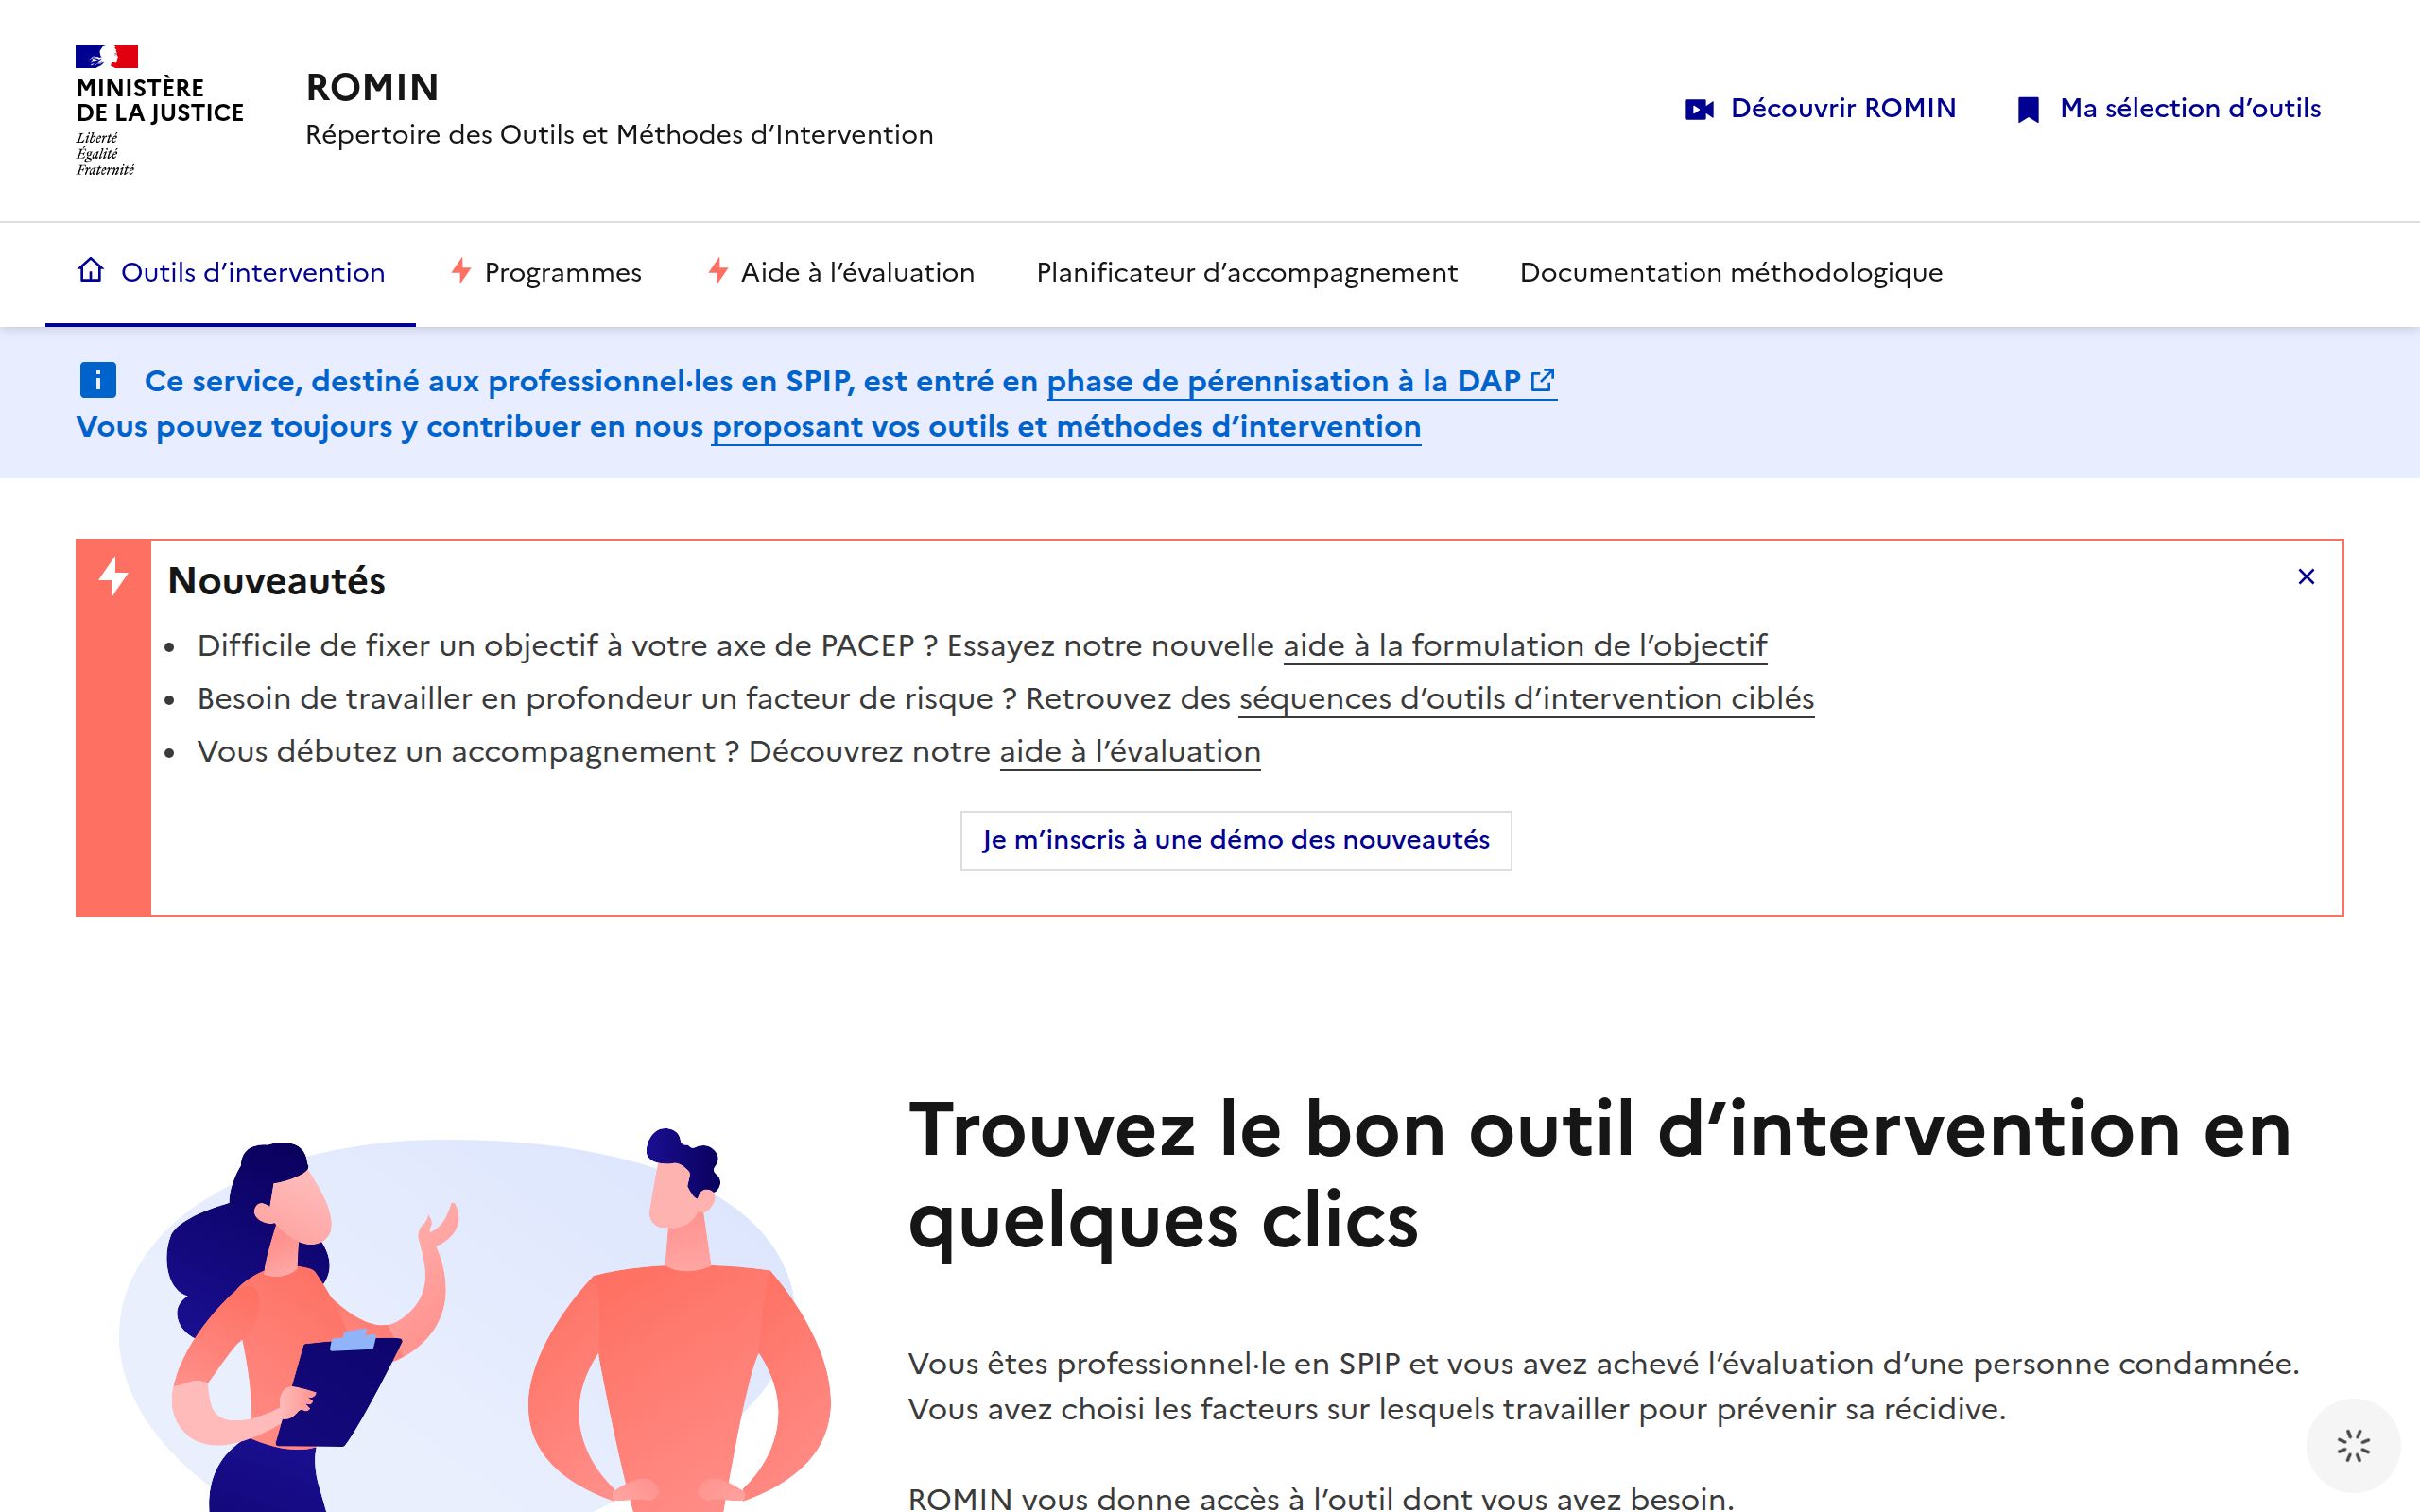 MINISTÈRE
DE LA JUSTICE
Liberté
Égalité
Fraternité
ROMIN
Répertoire des Outils et Méthodes d’Intervention
Découvrir ROMIN
Ma sélection d’outils
Outils d’intervention
Programmes
Aide à l’évaluation
Planificateur d’accompagnement
Documentation méthodologique
Ce service, destiné aux professionnel·les en SPIP, est entré en phase de pérennisation à la DAP
Vous pouvez toujours y contribuer en nous proposant vos outils et méthodes d’intervention
Nouveautés
• Difficile de fixer un objectif à votre axe de PACEP ? Essayez notre nouvelle aide à la formulation de l’objectif
• Besoin de travailler en profondeur un facteur de risque ? Retrouvez des séquences d’outils d’intervention ciblés
• Vous débutez un accompagnement ? Découvrez notre aide à l’évaluation
Je m’inscris à une démo des nouveautés
Trouvez le bon outil d’intervention en
quelques clics
Vous êtes professionnel·le en SPIP et vous avez achevé l’évaluation d’une personne condamnée.
Vous avez choisi les facteurs sur lesquels travailler pour prévenir sa récidive.
ROMIN vous donne accès à l’outil dont vous avez besoin.